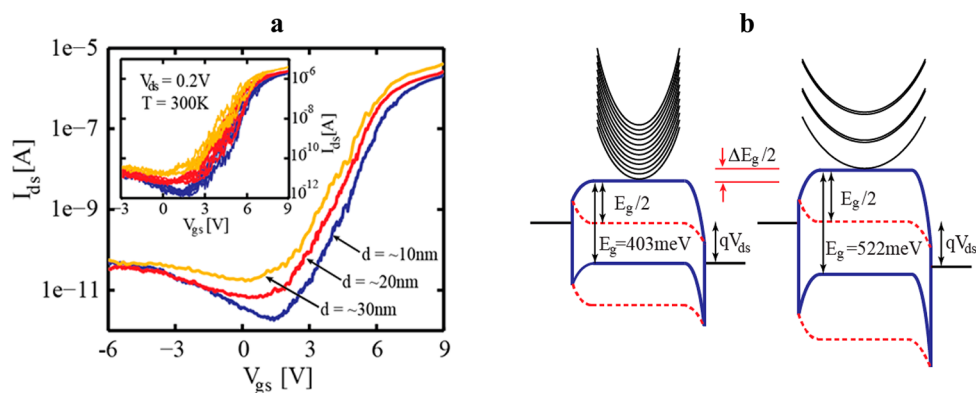 a
1e-5
1e-7
1e-9
1e-11
I_ds [A]
-6
-3
0
3
6
9
V_gs [V]
V_ds = 0.2V
T = 300K
10^-6
10^-8
10^-10
10^-12
I_ds [A]
-3
0
3
6
9
V_gs [V]
d = ~10nm
d = ~20nm
d = ~30nm
b
ΔE_g/2
E_g/2
E_g=403meV
qV_ds
E_g/2
E_g=522meV
qV_ds